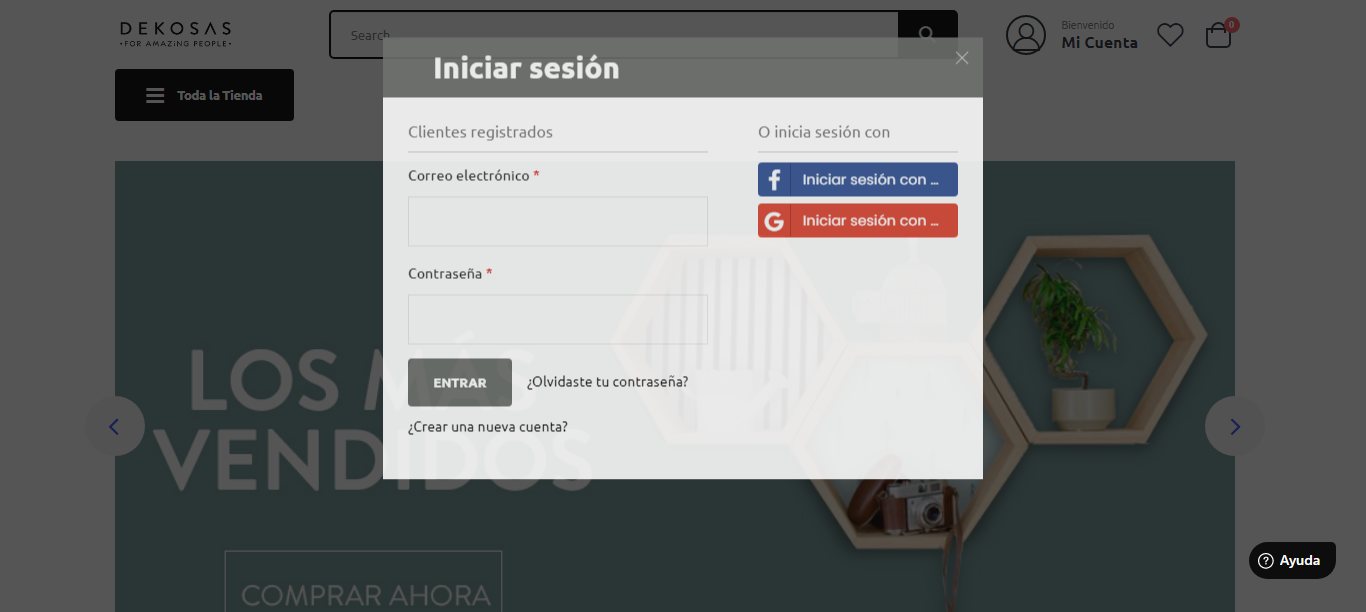 DEKOSAS
•FOR AMAZING PEOPLE•
Search
Bienvenido
Mi Cuenta
0
Toda la Tienda
Iniciar sesión
Clientes registrados
O inicia sesión con
Correo electrónico *
Iniciar sesión con ...
Iniciar sesión con ...
Contraseña *
ENTRAR
¿Olvidaste tu contraseña?
¿Crear una nueva cuenta?
LOS MÁS
VENDIDOS
COMPRAR AHORA
Ayuda